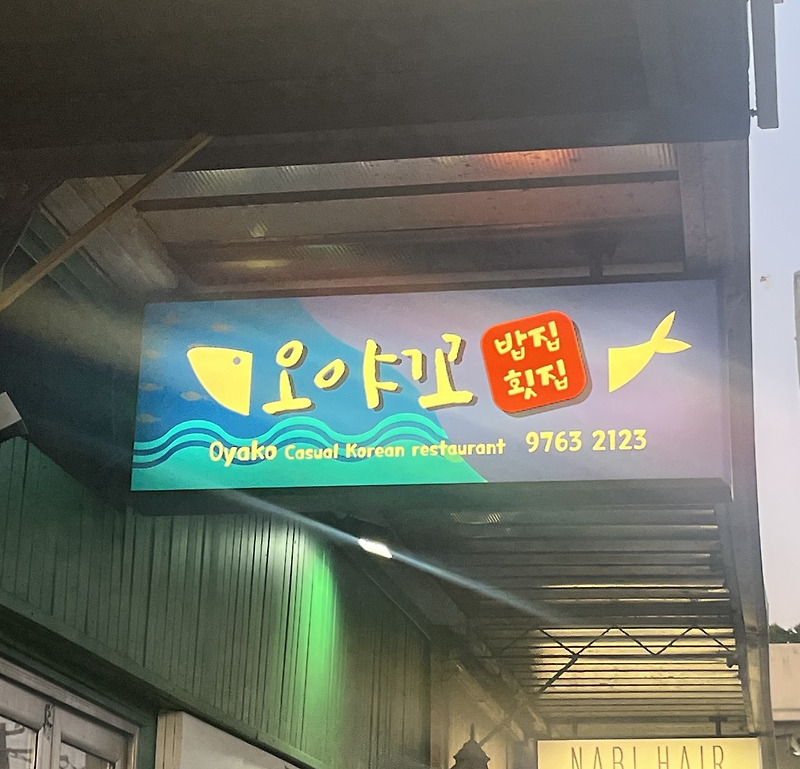 오야꼬
밥집
횟집
Oyako Casual Korean restaurant 9763 2123
NABI HAIR